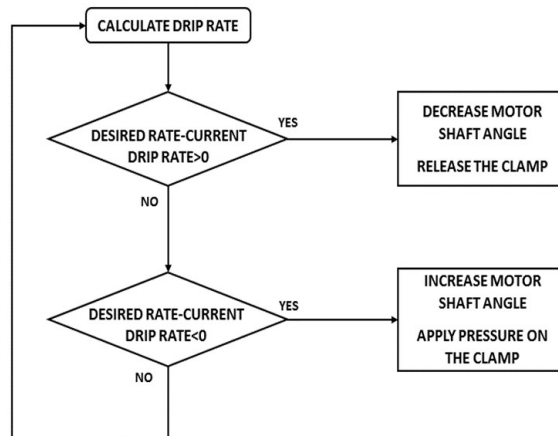 CALCULATE DRIP RATE
DESIRED RATE-CURRENT
DRIP RATE>0
YES
DECREASE MOTOR
SHAFT ANGLE
RELEASE THE CLAMP
NO
DESIRED RATE-CURRENT
DRIP RATE<0
YES
INCREASE MOTOR
SHAFT ANGLE
APPLY PRESSURE ON
THE CLAMP
NO